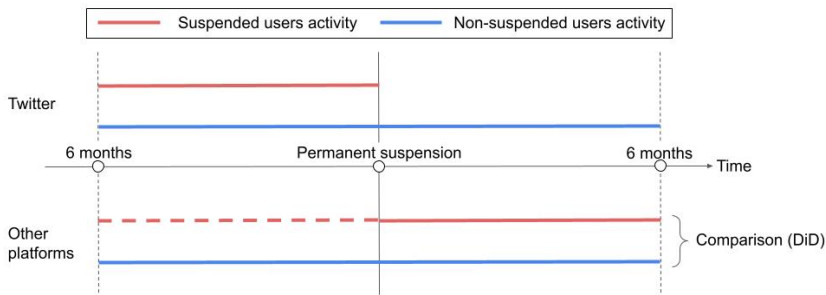 Suspended users activity
Non-suspended users activity
Twitter
6 months
Permanent suspension
6 months
Time
Other
platforms
Comparison (DiD)